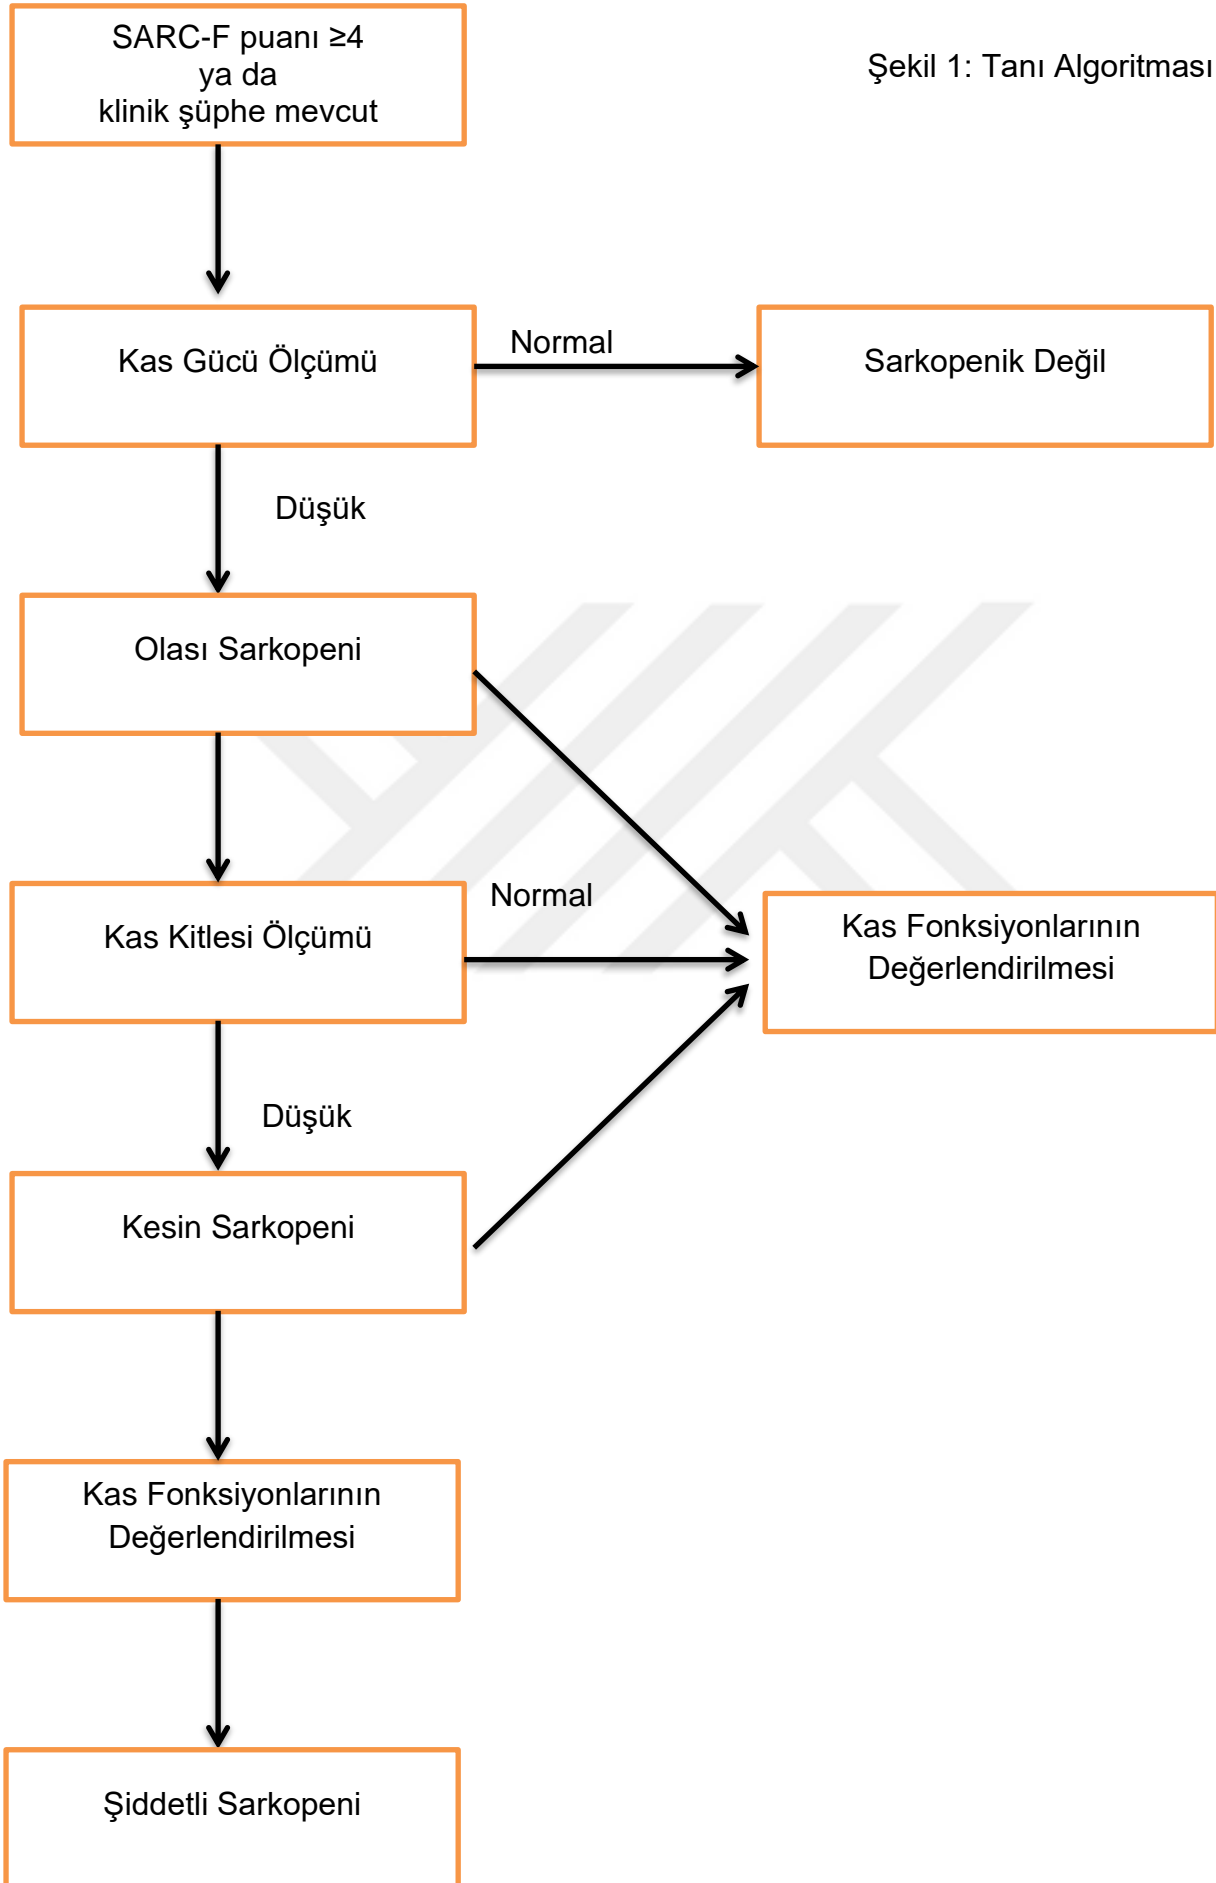 SARC-F puanı ≥4
ya da
klinik şüphe mevcut
Şekil 1: Tanı Algoritması
Kas Gücü Ölçümü
Normal
Sarkopenik Değil
Düşük
Olası Sarkopeni
Kas Kitlesi Ölçümü
Normal
Kas Fonksiyonlarının
Değerlendirilmesi
Düşük
Kesin Sarkopeni
Kas Fonksiyonlarının
Değerlendirilmesi
Şiddetli Sarkopeni